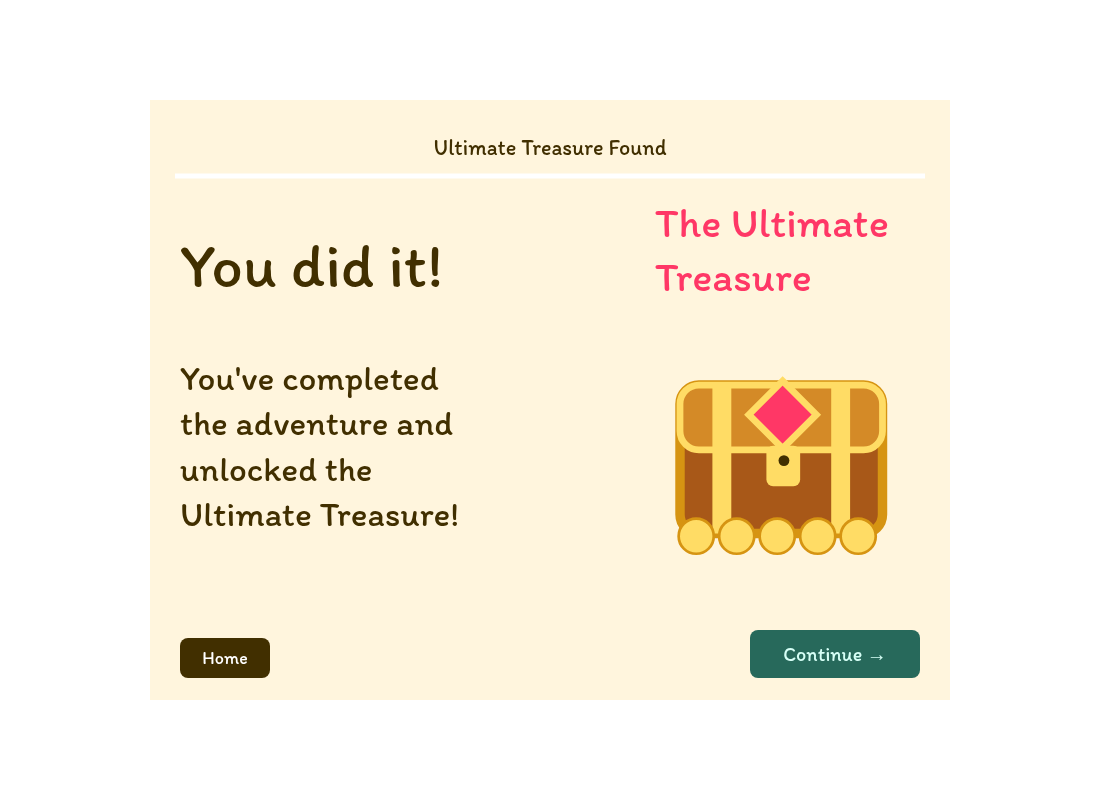 Ultimate Treasure Found
You did it!
The Ultimate
Treasure
You've completed
the adventure and
unlocked the
Ultimate Treasure!
Home
Continue →